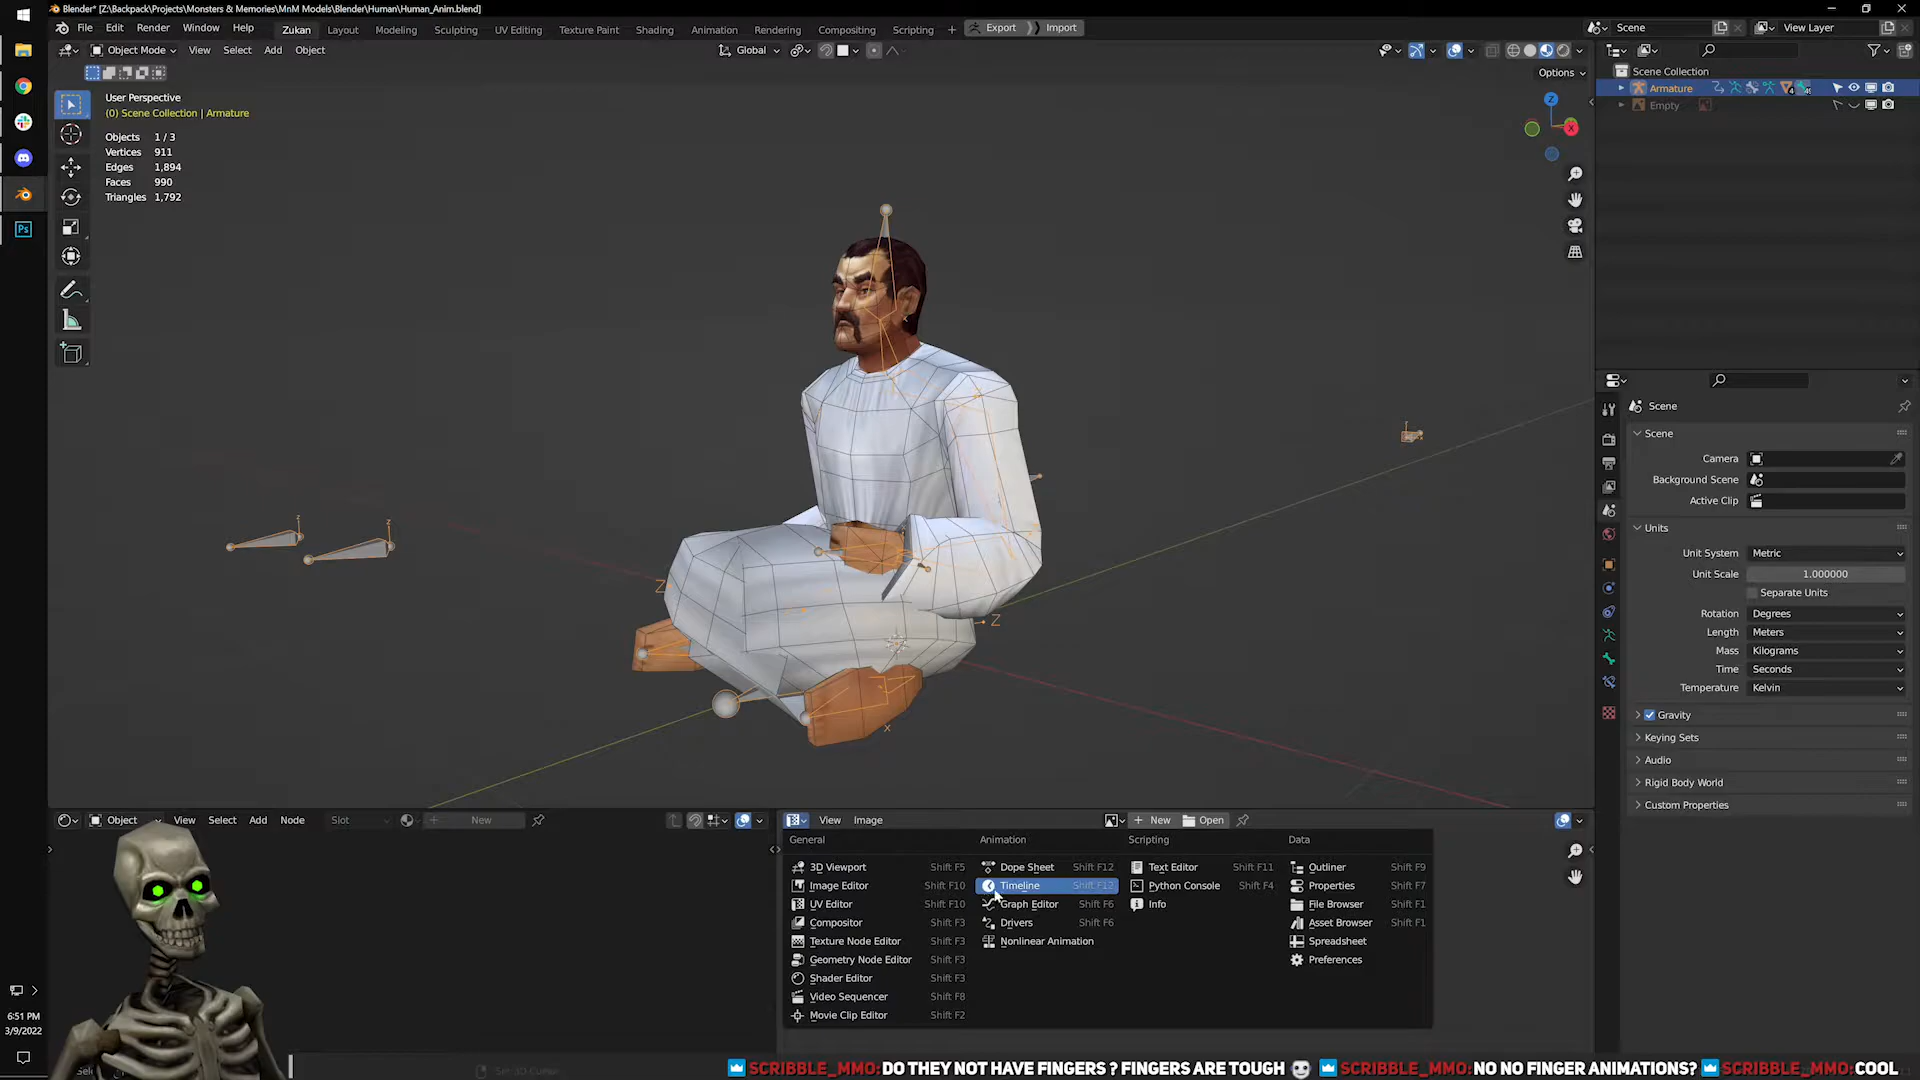 Blender* [Z:\Backpack\Projects\Monsters & Memories\MnM Models\Blender\Human\Human_Anim.blend]
File Edit Render Window Help Zukan Layout Modeling Sculpting UV Editing Texture Paint Shading Animation Rendering Compositing Scripting + Export Import Scene View Layer
Object Mode View Select Add Object Global
Options
User Perspective
(0) Scene Collection | Armature
Objects 1 / 3
Vertices 911
Edges 1,894
Faces 990
Triangles 1,792
Z
X
Z
Z
X
Scene Collection
Armature
Empty
Scene
Scene
Camera
Background Scene
Active Clip
Units
Unit System Metric
Unit Scale 1.000000
Separate Units
Rotation Degrees
Length Meters
Mass Kilograms
Time Seconds
Temperature Kelvin
Gravity
Keying Sets
Audio
Rigid Body World
Custom Properties
Object View Select Add Node Slot New
View Image New Open
General Animation Scripting Data
3D Viewport Shift F5 Dope Sheet Shift F12 Text Editor Shift F11 Outliner Shift F9
Image Editor Shift F10 Timeline Shift F12 Python Console Shift F4 Properties Shift F7
UV Editor Shift F10 Graph Editor Shift F6 Info File Browser Shift F1
Compositor Shift F3 Drivers Shift F6 Asset Browser Shift F1
Texture Node Editor Shift F3 Nonlinear Animation Spreadsheet
Geometry Node Editor Shift F3 Preferences
Shader Editor Shift F3
Video Sequencer Shift F8
Movie Clip Editor Shift F2
Ps
6:51 PM
3/9/2022
Set 3D Cursor
SCRIBBLE_MMO: DO THEY NOT HAVE FINGERS ? FINGERS ARE TOUGH SCRIBBLE_MMO: NO NO FINGER ANIMATIONS? SCRIBBLE_MMO: COOL